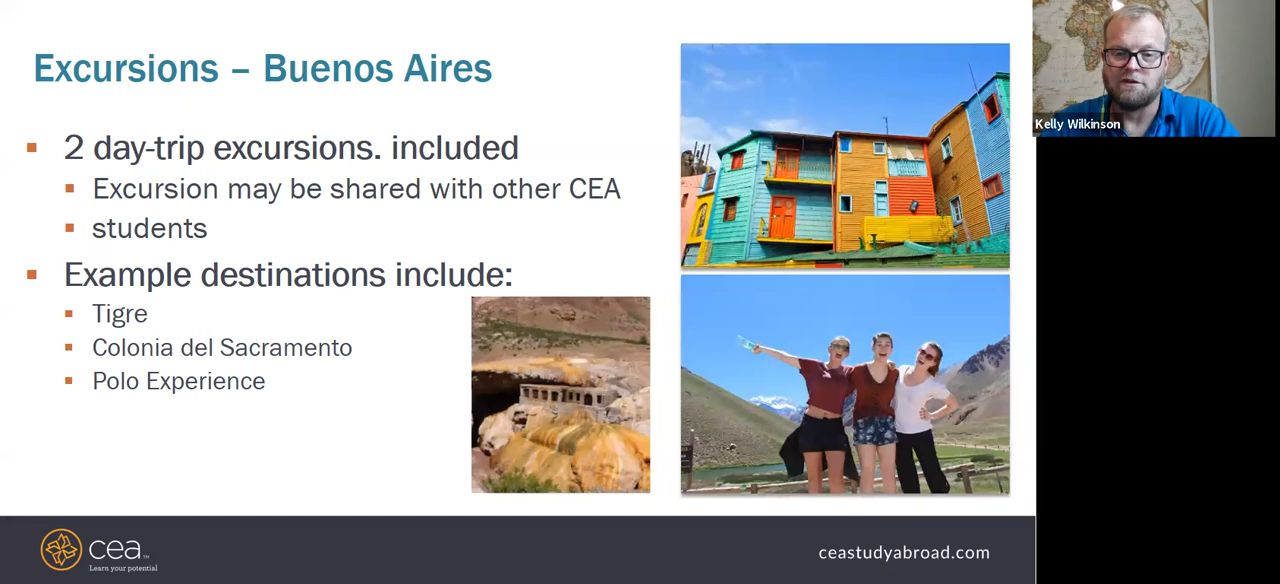 Excursions – Buenos Aires
2 day-trip excursions. included
Excursion may be shared with other CEA
students
Example destinations include:
Tigre
Colonia del Sacramento
Polo Experience
cea™
Learn your potential
ceastudyabroad.com
Kelly Wilkinson